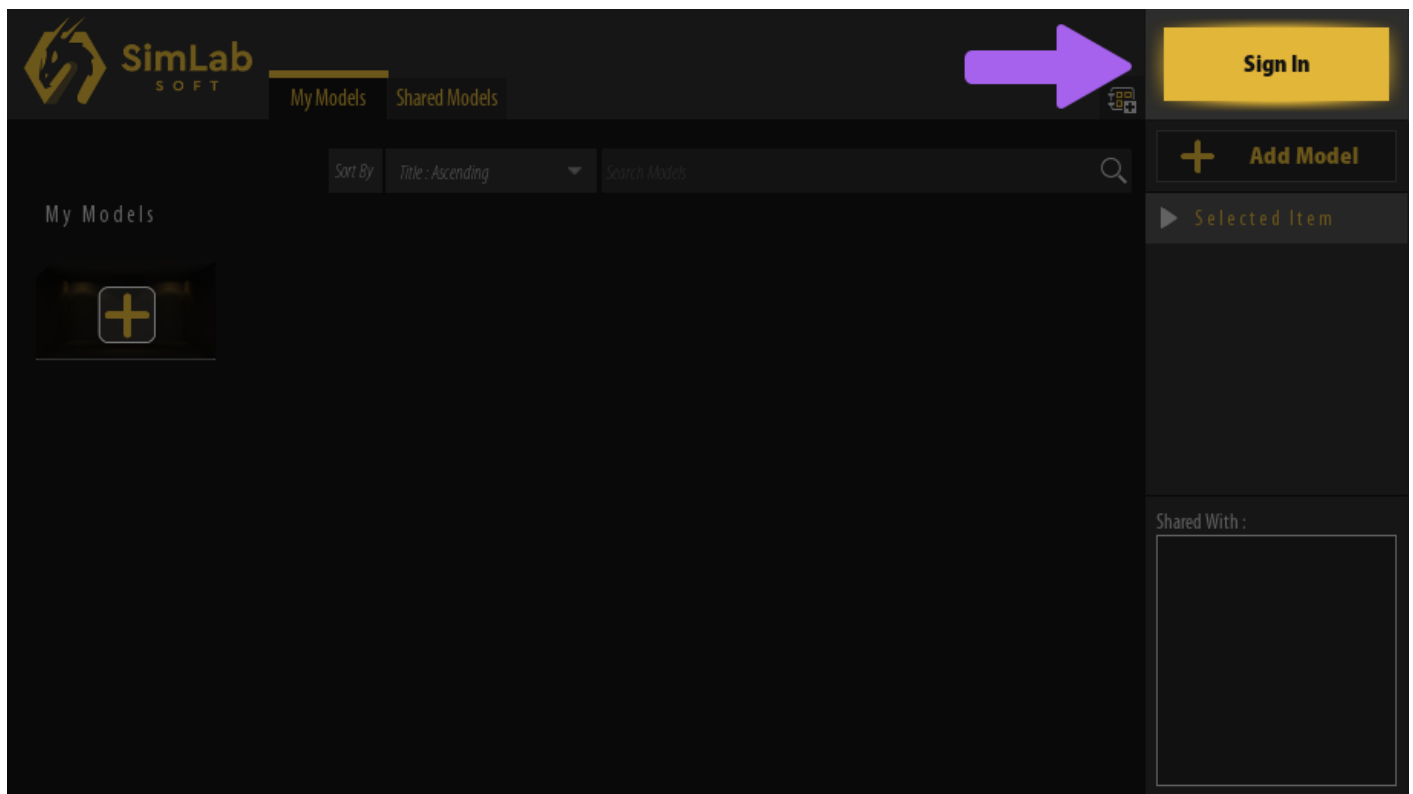 SimLab
SOFT
My Models
Shared Models
Sign In
Sort By
Title : Ascending
Search Models
Add Model
My Models
Selected Item
Shared With :